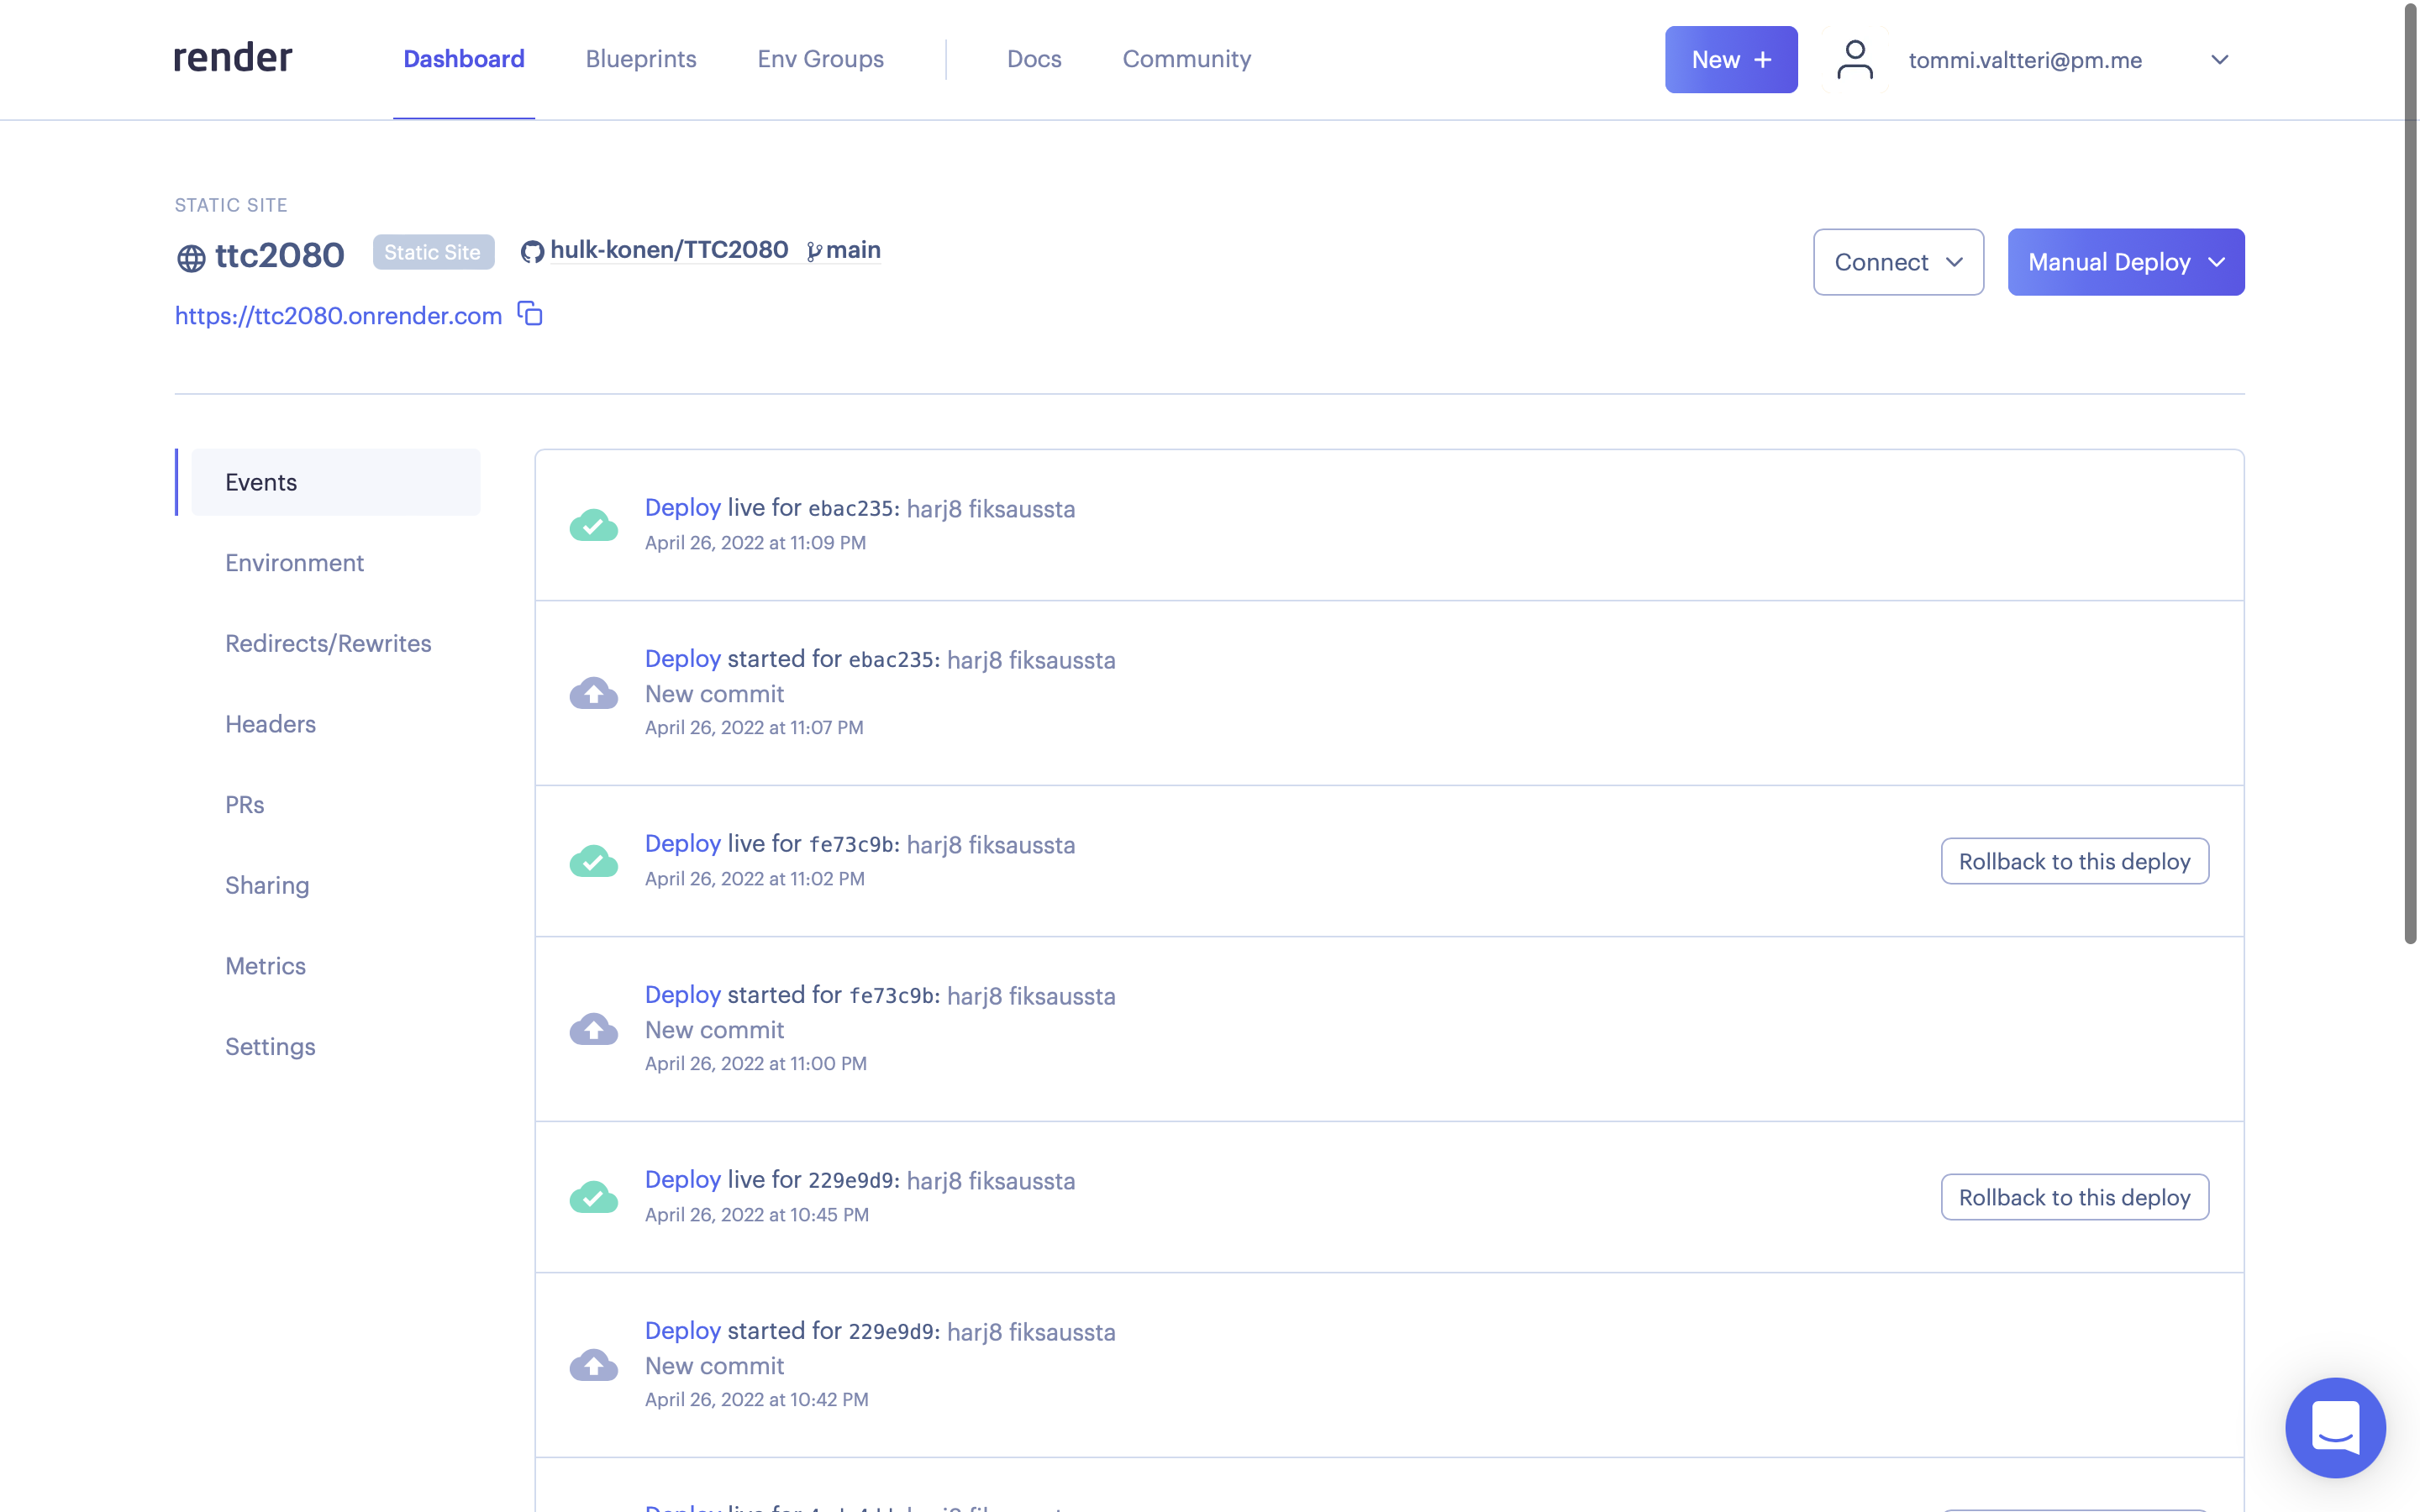 render
Dashboard
Blueprints
Env Groups
Docs
Community
New +
tommi.valtteri@pm.me
STATIC SITE
ttc2080
Static Site
hulk-konen/TTC2080
main
https://ttc2080.onrender.com
Connect
Manual Deploy
Events
Environment
Redirects/Rewrites
Headers
PRs
Sharing
Metrics
Settings
Deploy live for ebac235: harj8 fiksaussta
April 26, 2022 at 11:09 PM
Deploy started for ebac235: harj8 fiksaussta
New commit
April 26, 2022 at 11:07 PM
Deploy live for fe73c9b: harj8 fiksaussta
April 26, 2022 at 11:02 PM
Rollback to this deploy
Deploy started for fe73c9b: harj8 fiksaussta
New commit
April 26, 2022 at 11:00 PM
Deploy live for 229e9d9: harj8 fiksaussta
April 26, 2022 at 10:45 PM
Rollback to this deploy
Deploy started for 229e9d9: harj8 fiksaussta
New commit
April 26, 2022 at 10:42 PM